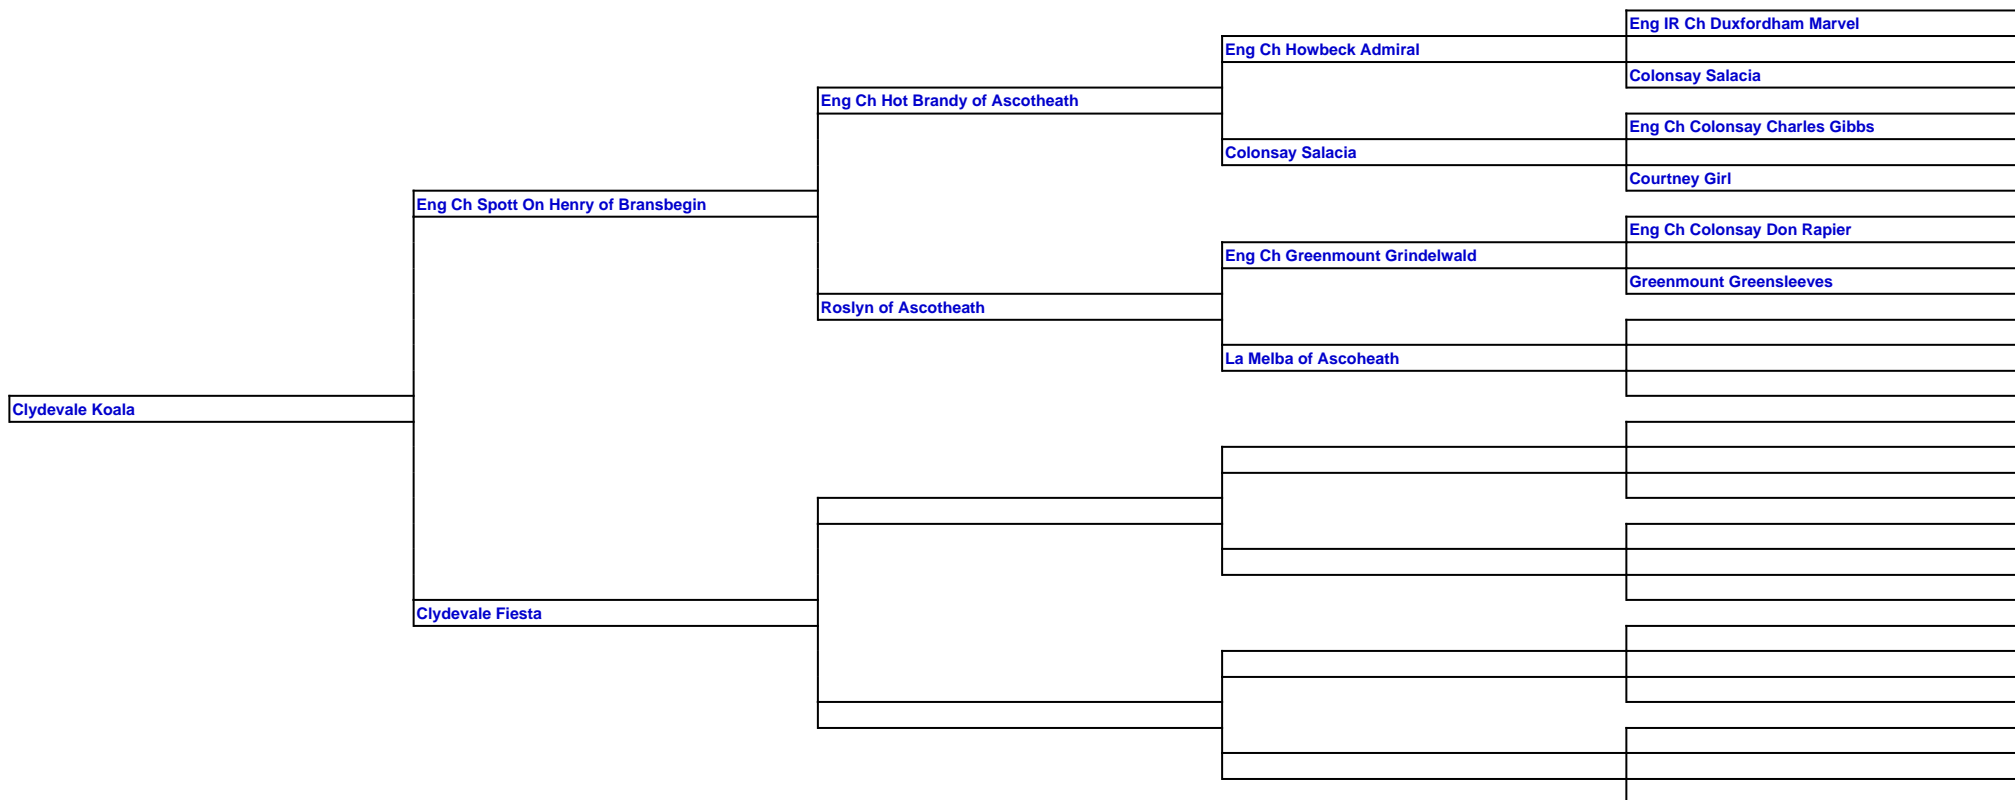 Eng IR Ch Duxfordham Marvel
Eng Ch Howbeck Admiral
Colonsay Salacia
Eng Ch Hot Brandy of Ascotheath
Eng Ch Colonsay Charles Gibbs
Colonsay Salacia
Courtney Girl
Eng Ch Spott On Henry of Bransbegin
Eng Ch Colonsay Don Rapier
Eng Ch Greenmount Grindelwald
Greenmount Greensleeves
Roslyn of Ascotheath
La Melba of Ascoheath
Clydevale Koala
Clydevale Fiesta